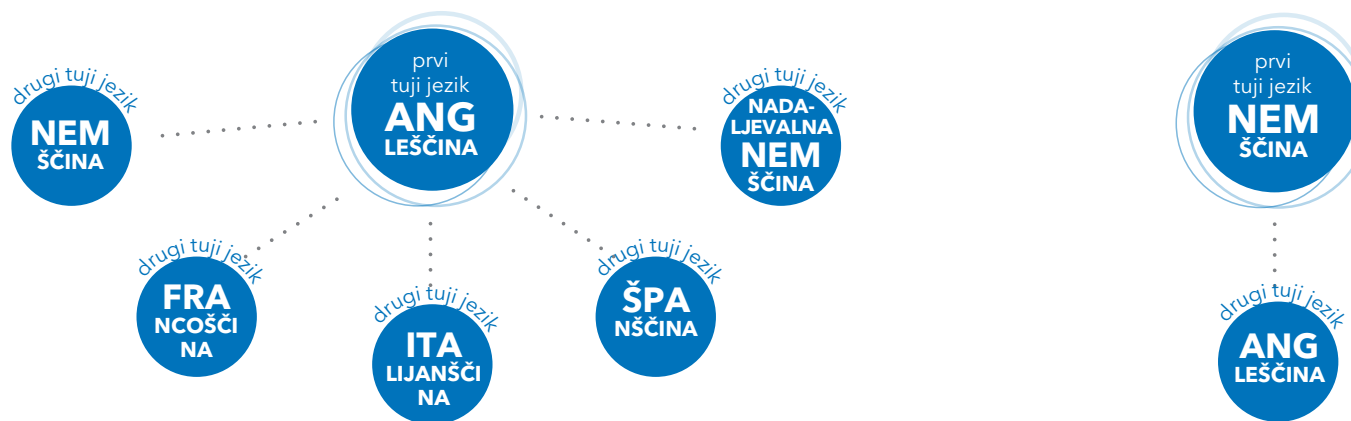 drugi tuji jezik
NEM
ŠČINA
prvi
tuji jezik
ANG
LEŠČINA
drugi tuji jezik
NADA-
LJEVALNA
NEM
ŠČINA
drugi tuji jezik
FRA
NCOŠČI
NA
drugi tuji jezik
ITA
LIJANŠČI
NA
drugi tuji jezik
ŠPA
NŠČINA
prvi
tuji jezik
NEM
ŠČINA
drugi tuji jezik
ANG
LEŠČINA